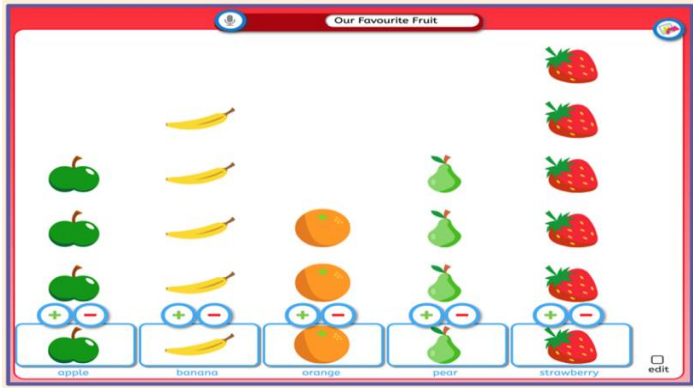 Our Favourite Fruit
apple
banana
orange
pear
strawberry
edit